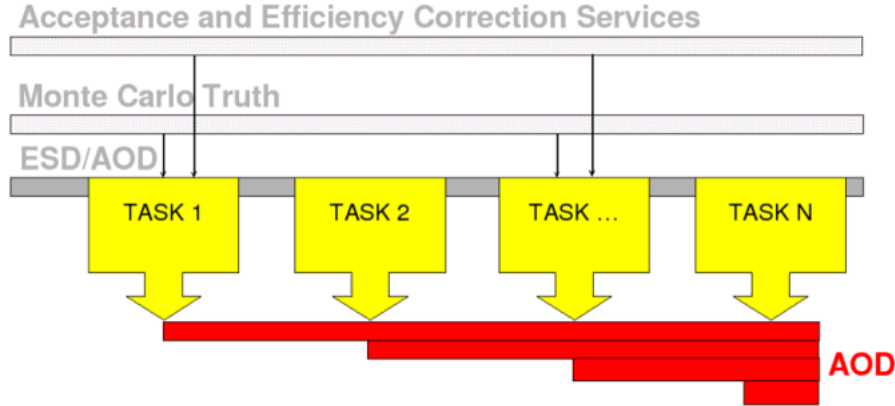 Acceptance and Efficiency Correction Services
Monte Carlo Truth
ESD/AOD
TASK 1
TASK 2
TASK ...
TASK N
AOD